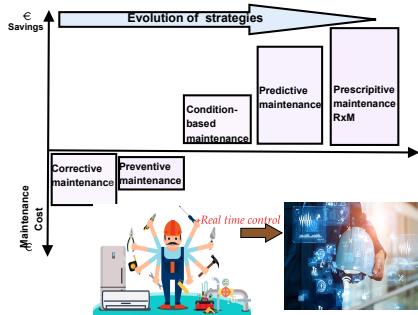 Evolution of strategies
€
Savings
Condition-
based
maintenance
Predictive
maintenance
Prescripitive
maintenance
RxM
Corrective
maintenance
Preventive
maintenance
Maintenance
Cost
€
Real time control